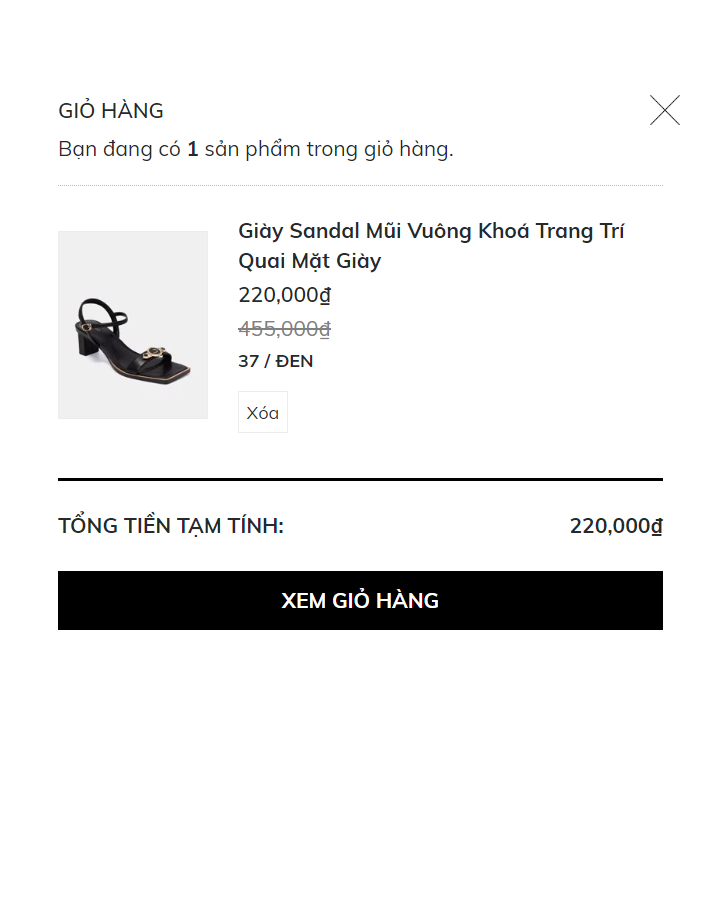 GIỎ HÀNG
Bạn đang có 1 sản phẩm trong giỏ hàng.
Giày Sandal Mũi Vuông Khoá Trang Trí
Quai Mặt Giày
220,000₫
455,000₫
37 / ĐEN
Xóa
TỔNG TIỀN TẠM TÍNH: 220,000₫
XEM GIỎ HÀNG